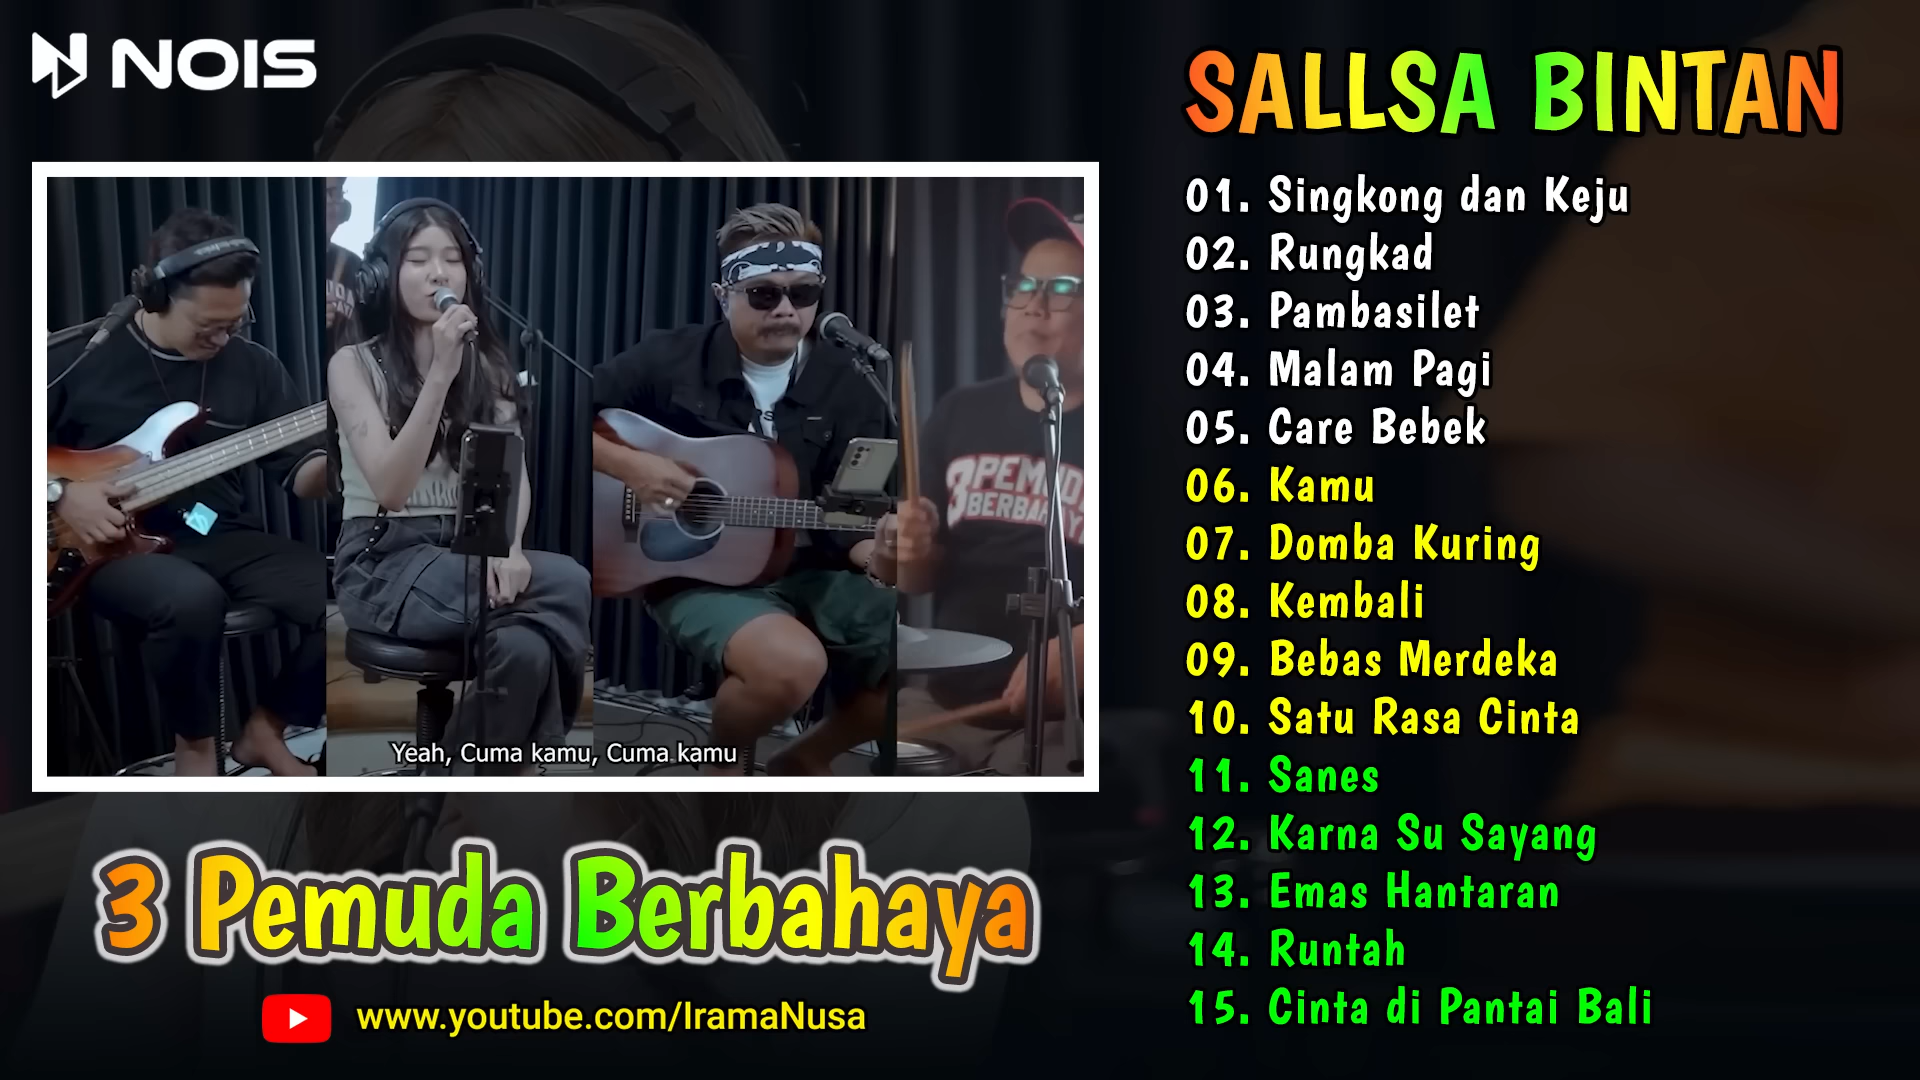 NOIS
SALLSA BINTAN
01. Singkong dan Keju
02. Rungkad
03. Pambasilet
04. Malam Pagi
05. Care Bebek
06. Kamu
07. Domba Kuring
08. Kembali
09. Bebas Merdeka
10. Satu Rasa Cinta
11. Sanes
12. Karna Su Sayang
13. Emas Hantaran
14. Runtah
15. Cinta di Pantai Bali
3 PEMUD
BERBAHAYA
Yeah, Cuma kamu, Cuma kamu
3 Pemuda Berbahaya
www.youtube.com/IramaNusa